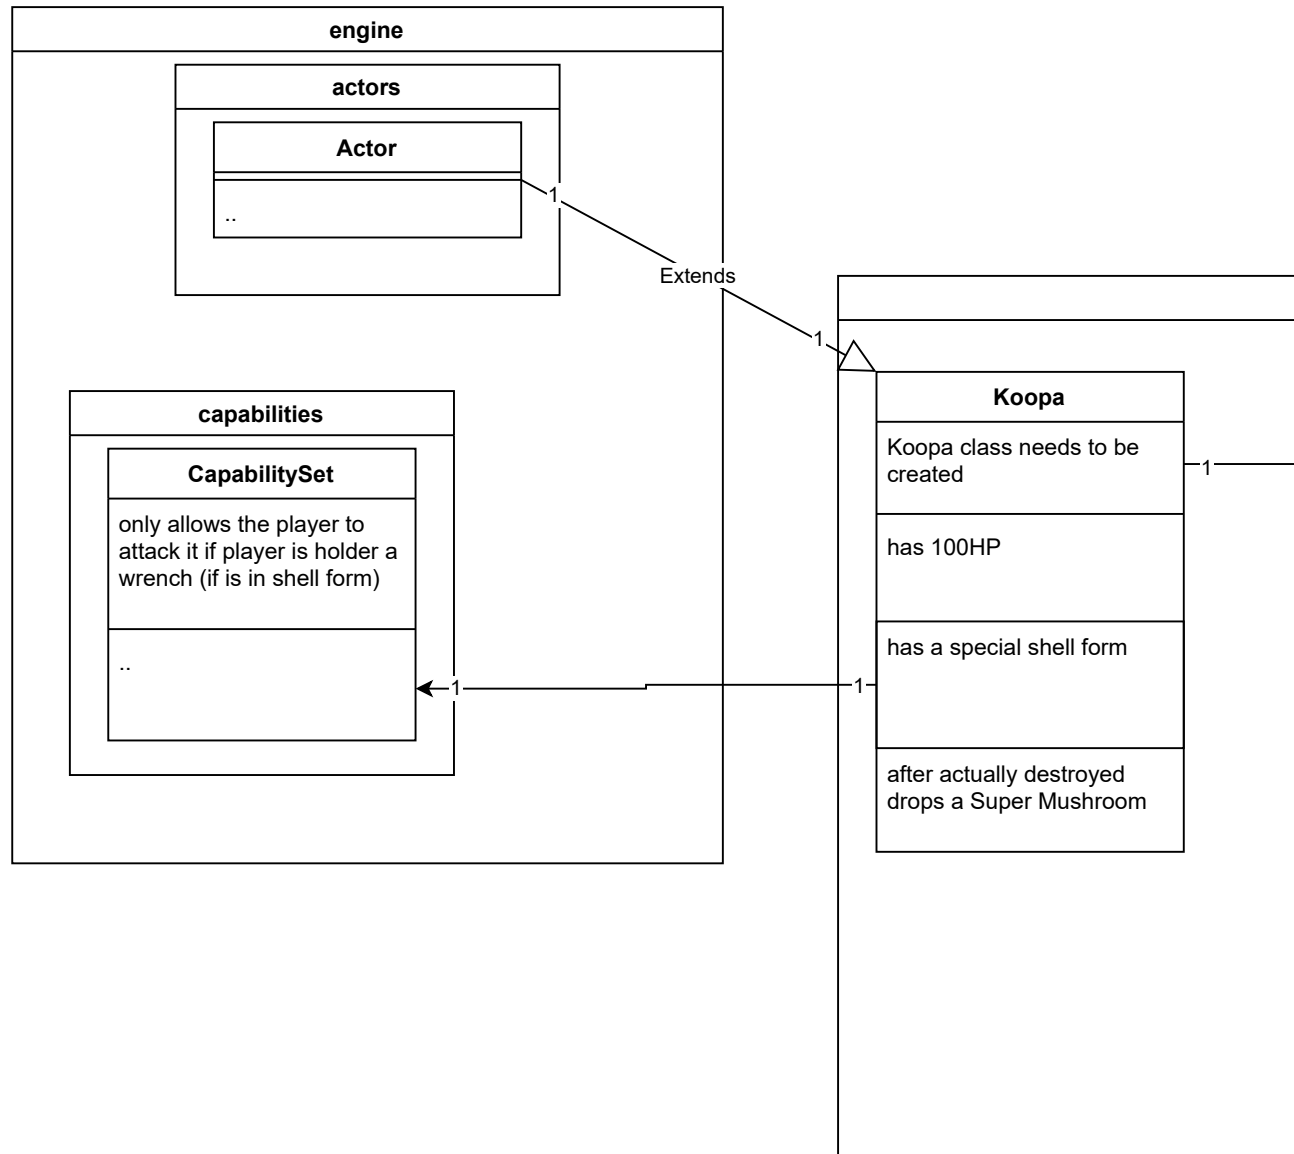 engine
actors
Actor
..
1
Extends
1
capabilities
CapabilitySet
only allows the player to
attack it if player is holder a
wrench (if is in shell form)
..
1
1
Koopa
Koopa class needs to be
created
1
has 100HP
has a special shell form
after actually destroyed
drops a Super Mushroom